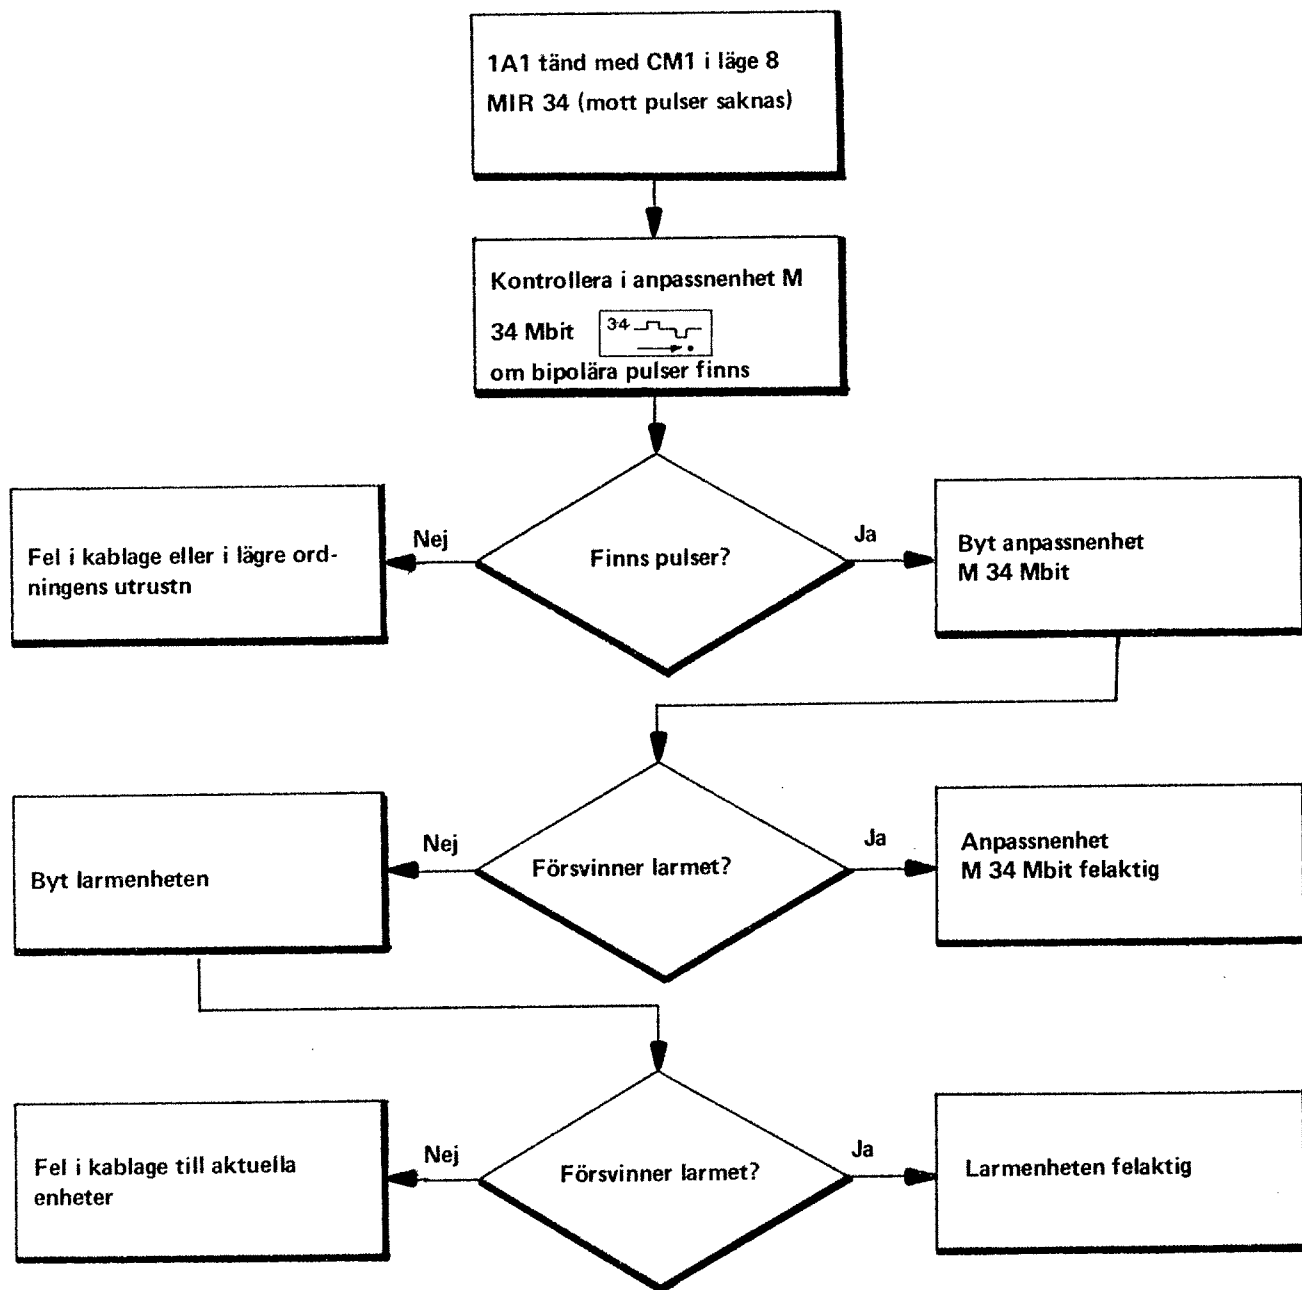 1A1 tänd med CM1 i läge 8
MIR 34 (mott pulser saknas)
Kontrollera i anpassnenhet M
34 Mbit
34
om bipolära pulser finns
Finns pulser?
Nej
Ja
Fel i kablage eller i lägre ord-
ningens utrustn
Byt anpassnenhet
M 34 Mbit
Försvinner larmet?
Nej
Ja
Byt larmenheten
Anpassnenhet
M 34 Mbit felaktig
Försvinner larmet?
Nej
Ja
Fel i kablage till aktuella
enheter
Larmenheten felaktig